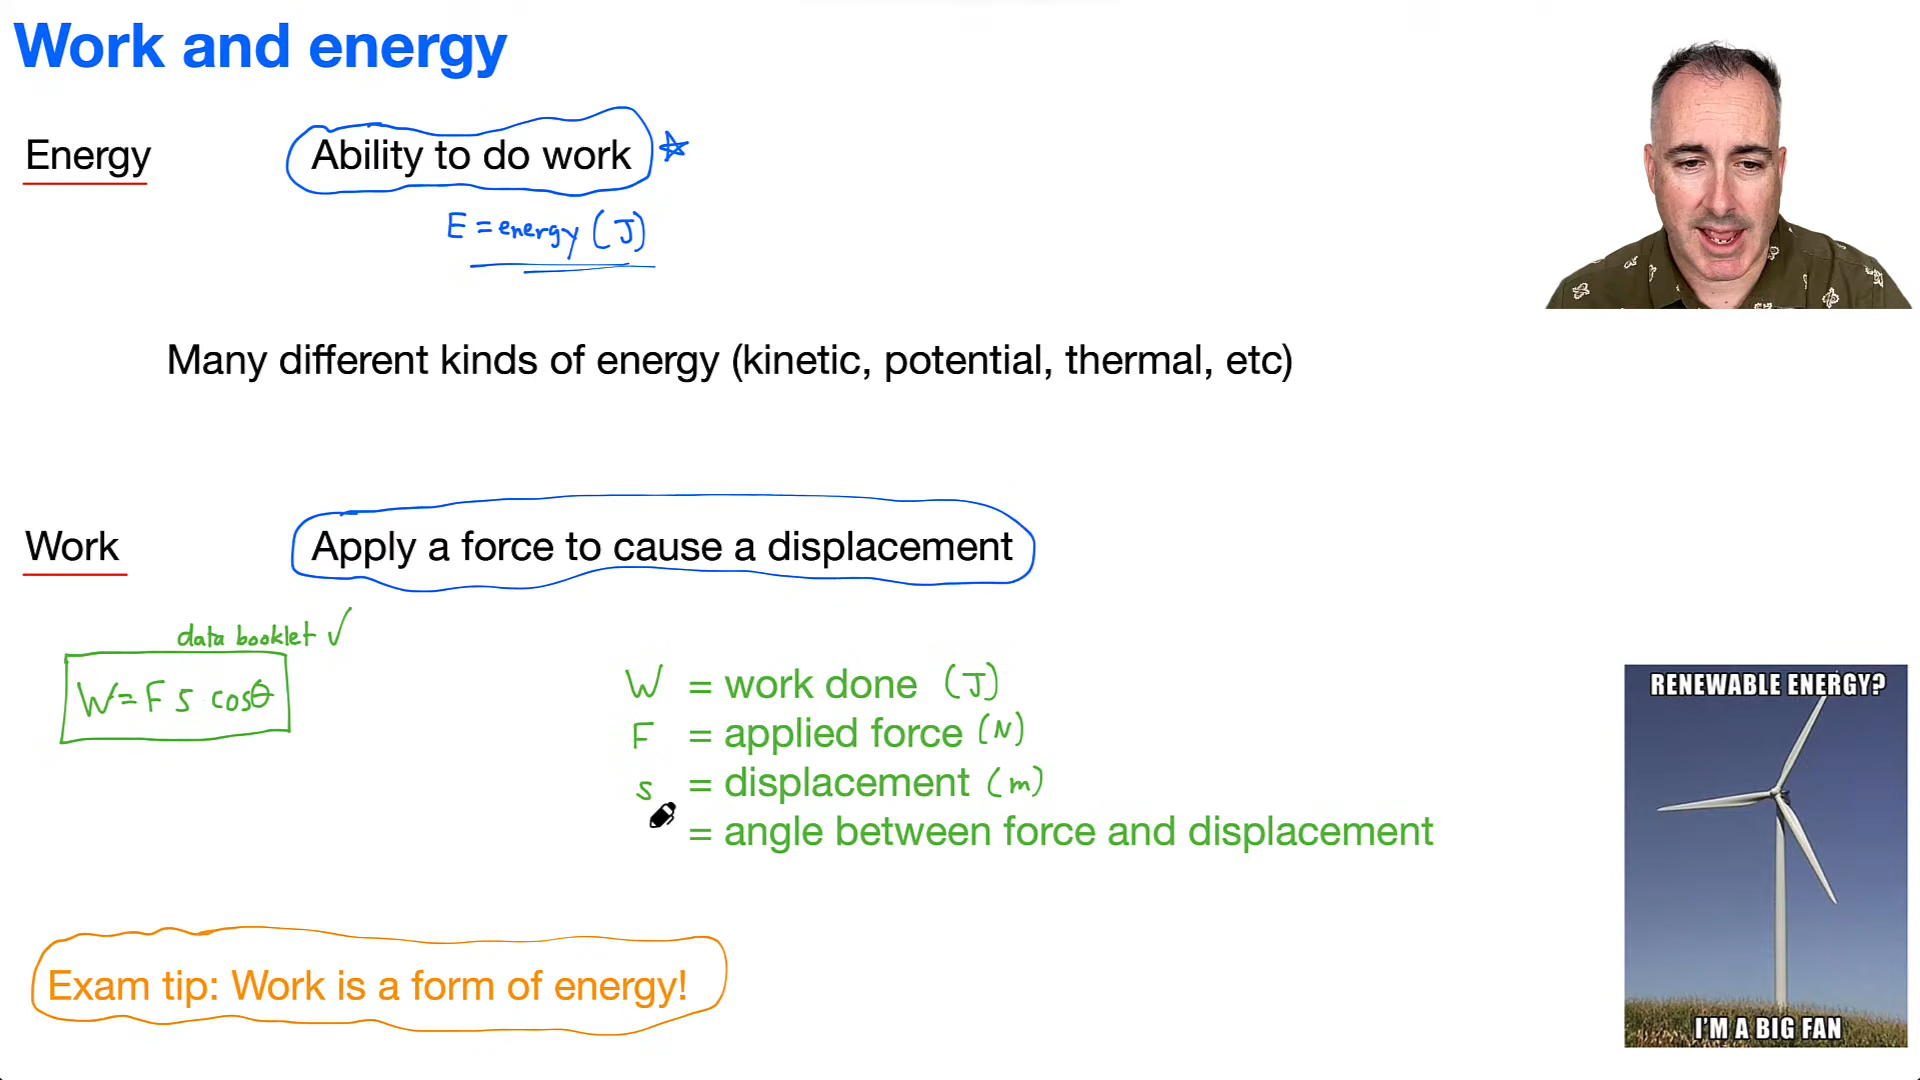 Work and energy
Energy
Ability to do work
E = energy (J)
Many different kinds of energy (kinetic, potential, thermal, etc)
Work
Apply a force to cause a displacement
data booklet ✓
W = F s cosθ
W = work done (J)
F = applied force (N)
s = displacement (m)
= angle between force and displacement
Exam tip: Work is a form of energy!
RENEWABLE ENERGY?
I'M A BIG FAN